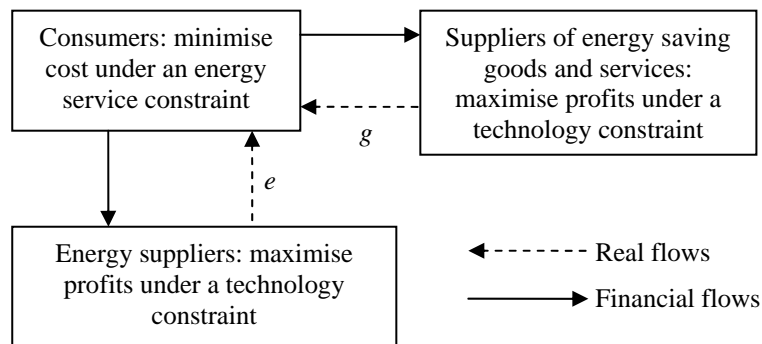 Consumers: minimise
cost under an energy
service constraint
Suppliers of energy saving
goods and services:
maximise profits under a
technology constraint
g
e
Energy suppliers: maximise
profits under a technology
constraint
Real flows
Financial flows